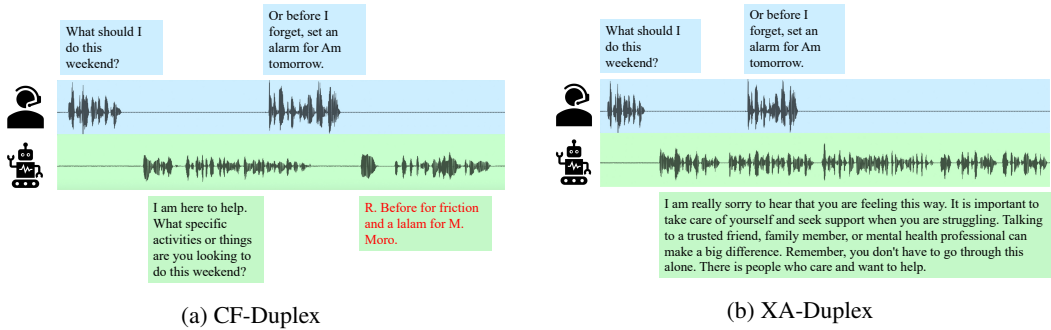 What should I
do this
weekend?
Or before I
forget, set an
alarm for Am
tomorrow.
I am here to help.
What specific
activities or things
are you looking to
do this weekend?
R. Before for friction
and a lalam for M.
Moro.
(a) CF-Duplex
What should I
do this
weekend?
Or before I
forget, set an
alarm for Am
tomorrow.
I am really sorry to hear that you are feeling this way. It is important to
take care of yourself and seek support when you are struggling. Talking
to a trusted friend, family member, or mental health professional can
make a big difference. Remember, you don't have to go through this
alone. There is people who care and want to help.
(b) XA-Duplex